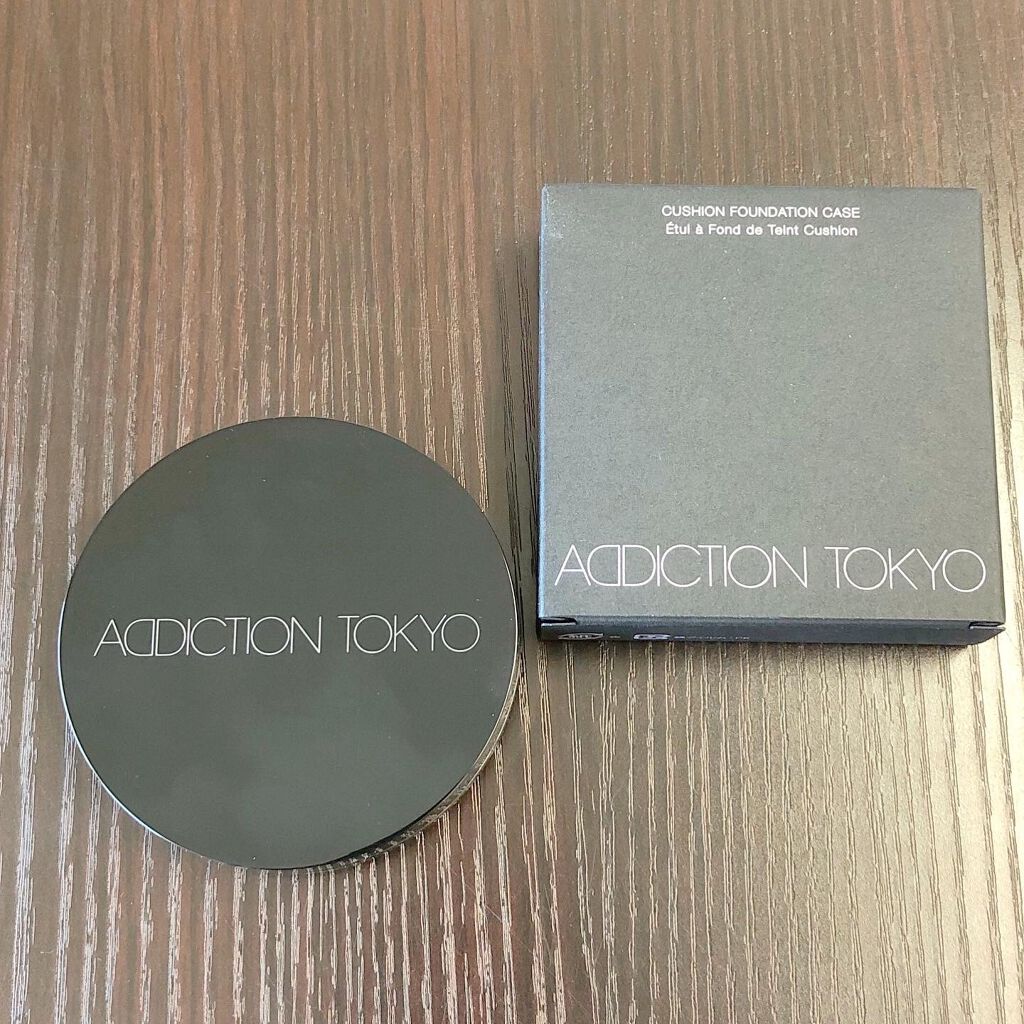 CUSHION FOUNDATION CASE
Étui à Fond de Teint Cushion
ADDICTION TOKYO
ADDICTION TOKYO